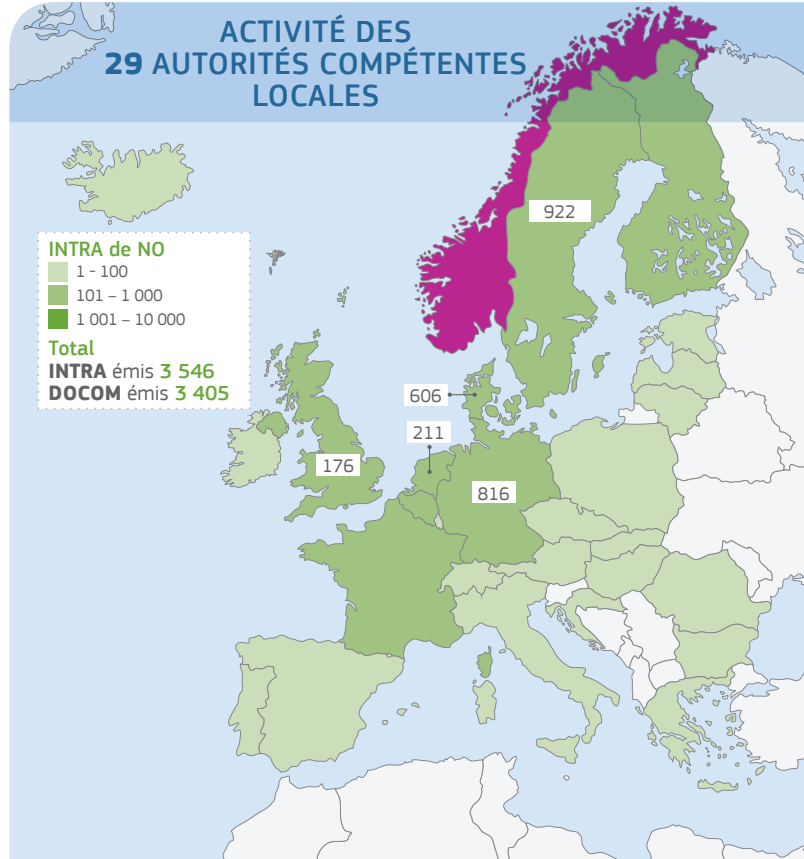 ACTIVITÉ DES
29 AUTORITÉS COMPÉTENTES
LOCALES
922
INTRA de NO
1 - 100
101 – 1 000
1 001 – 10 000
Total
INTRA émis 3 546
DOCOM émis 3 405
606
211
176
816